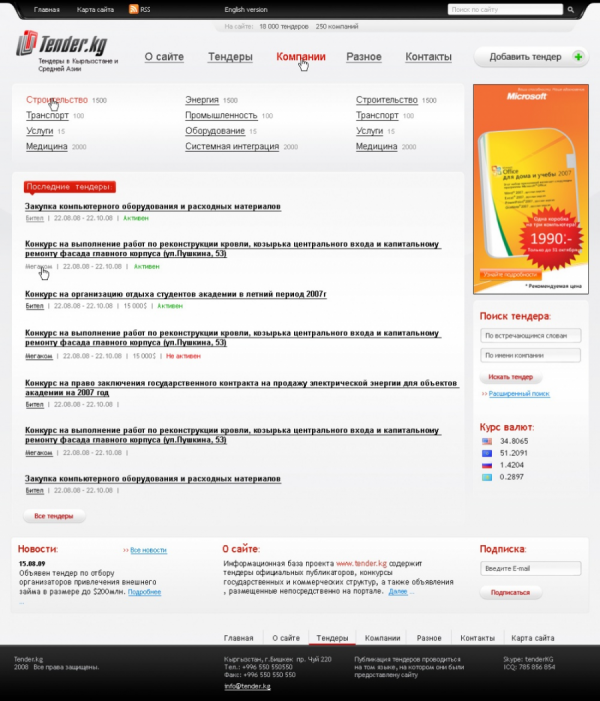 Главная Карта сайта RSS English version Поиск по сайту
На сайте: 18 000 тендеров 250 компаний
Tender.kg
Тендеры в Кыргызстане и
Средней Азии
О сайте Тендеры Компании Разное Контакты Добавить тендер
Строительство 1500 Энергия 1500 Строительство 1500
Транспорт 100 Промышленность 100 Транспорт 100
Услуги 15 Оборудование 15 Услуги 15
Медицина 2000 Системная интеграция 2000 Медицина 2000
Microsoft
Office
для дома и учебы 2007
Одна коробка
на три компьютера!
1990.-
Только до 31 октября
Узнайте подробности
* Рекомендуемая цена
Последние тендеры:
Закупка компьютерного оборудования и расходных материалов
Бител | 22.08.08 - 22.10.08 | Активен
Конкурс на выполнение работ по реконструкции кровли, козырька центрального входа и капитальному
ремонту фасада главного корпуса (ул.Пушкина, 53)
Мегаком | 22.08.08 - 22.10.08 | Активен
Конкурс на организацию отдыха студентов академии в летний период 2007г
Бител | 22.08.08 - 22.10.08 | 15 000$ | Активен
Конкурс на выполнение работ по реконструкции кровли, козырька центрального входа и капитальному
ремонту фасада главного корпуса (ул.Пушкина, 53)
Мегаком | 22.08.08 - 22.10.08 | 15 000$ | Не активен
Конкурс на право заключения государственного контракта на продажу электрической энергии для объектов
академии на 2007 год
Бител | 22.08.08 - 22.10.08 |
Конкурс на выполнение работ по реконструкции кровли, козырька центрального входа и капитальному
ремонту фасада главного корпуса (ул.Пушкина, 53)
Мегаком | 22.08.08 - 22.10.08 |
Закупка компьютерного оборудования и расходных материалов
Бител | 22.08.08 - 22.10.08 |
Все тендеры
Поиск тендера:
По встречающимся словам
По имени компании
Искать тендер
>> Расширенный поиск
Курс валют:
34.8065
51.2091
1.4204
0.2897
Новости: >> Все новости
15.08.09
Объявен тендер по отбору
организаторов привлечения внешнего
займа в размере до $200млн. Подробнее
...
О сайте:
Информационная база проекта www.tender.kg содержит
тендеры официальных публикаторов, конкурсы
государственных и коммерческих структур, а также объявления
, размещенные непосредственно на портале. Далее ...
Подписка:
Введите E-mail
Подписаться
Главная О сайте Тендеры Компании Разное Контакты Карта сайта
Tender.kg
2008 Все права защищены.
Кыргызстан, г.Бишкек пр. Чуй 220
Тел.: +996 550 550550
Факс: +996 550 550 550
info@tender.kg
Публикация тендеров проводиться
на том языке, на котором они были
предоставлены сайту
Skype: tenderKG
ICQ: 785 856 854